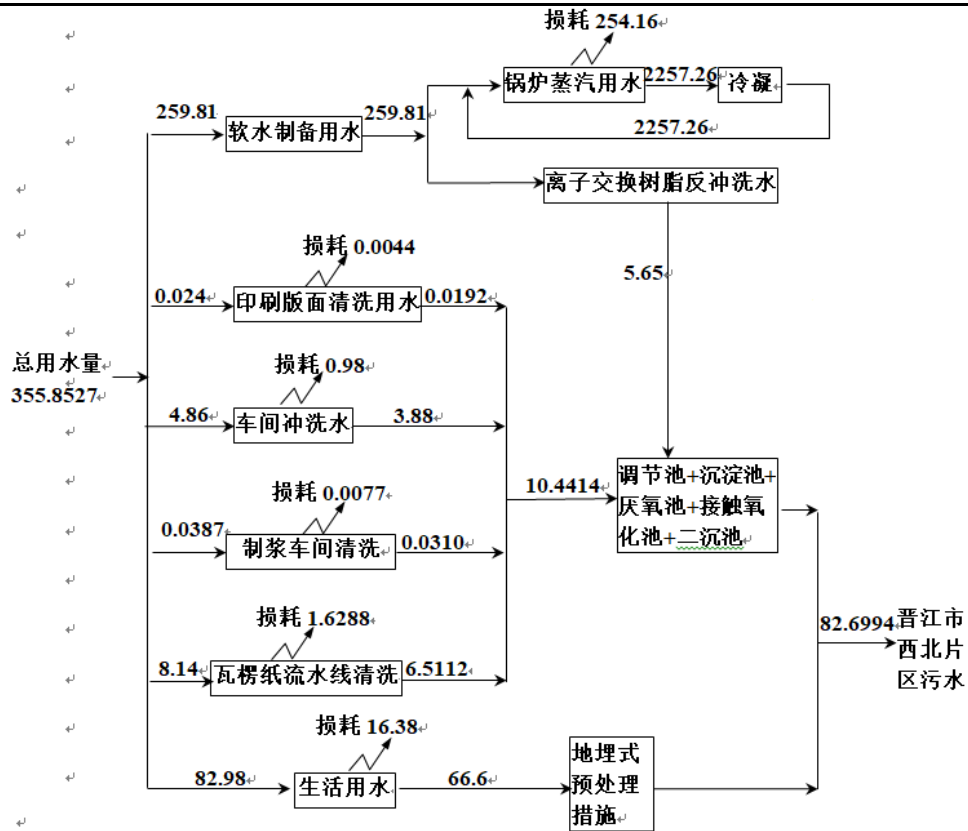 损耗 254.16
锅炉蒸汽用水
2257.26
冷凝
2257.26
259.81
软水制备用水
259.81
离子交换树脂反冲洗水
5.65
损耗 0.0044
0.024
印刷版面清洗用水
0.0192
总用水量
355.8527
损耗 0.98
4.86
车间冲洗水
3.88
10.4414
调节池+沉淀池+
厌氧池+接触氧
化池+二沉池
损耗 0.0077
0.0387
制浆车间清洗
0.0310
损耗 1.6288
8.14
瓦楞纸流水线清洗
6.5112
82.6994
晋江市
西北片
区污水
损耗 16.38
82.98
生活用水
66.6
地埋式
预处理
措施